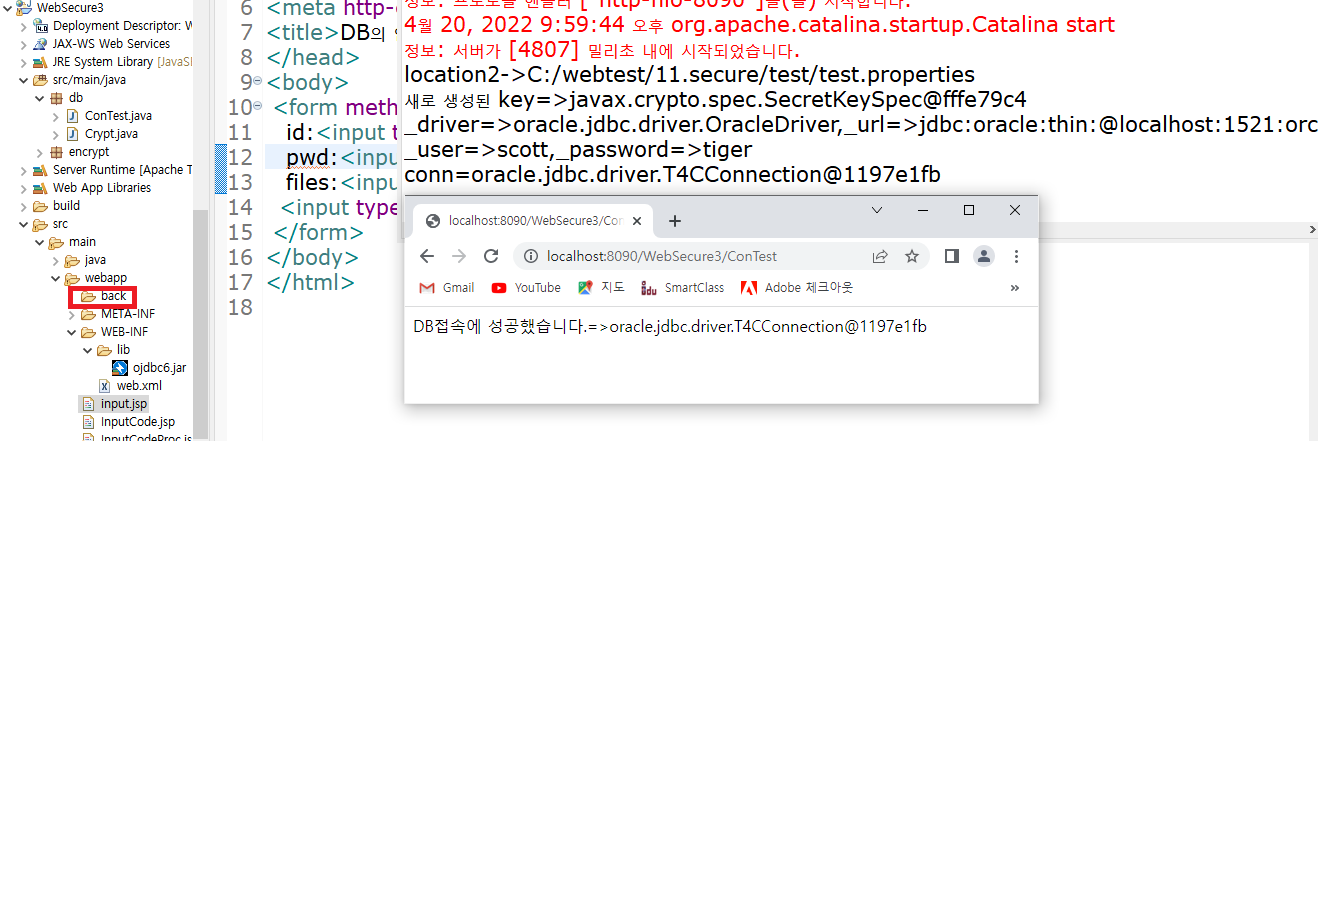 WebSecure3
Deployment Descriptor: W
JAX-WS Web Services
JRE System Library [JavaSE
src/main/java
db
ConTest.java
Crypt.java
encrypt
Server Runtime [Apache T
Web App Libraries
build
src
main
java
webapp
back
META-INF
WEB-INF
lib
ojdbc6.jar
web.xml
input.jsp
InputCode.jsp
InputCodeProc.js
6 <meta http-e
7 <title>DB의
8 </head>
9 <body>
10 <form meth
11 id:<input t
12 pwd:<inpu
13 files:<inpu
14 <input type
15 </form>
16 </body>
17 </html>
18
정보: 프로토콜 핸들러 ["http-nio-8090"]을(를) 시작합니다.
4월 20, 2022 9:59:44 오후 org.apache.catalina.startup.Catalina start
정보: 서버가 [4807] 밀리초 내에 시작되었습니다.
location2->C:/webtest/11.secure/test/test.properties
새로 생성된 key=>javax.crypto.spec.SecretKeySpec@fffe79c4
_driver=>oracle.jdbc.driver.OracleDriver,_url=>jdbc:oracle:thin:@localhost:1521:orc
_user=>scott,_password=>tiger
conn=oracle.jdbc.driver.T4CConnection@1197e1fb
localhost:8090/WebSecure3/Con
localhost:8090/WebSecure3/ConTest
Gmail YouTube 지도 SmartClass Adobe 체크아웃 »
DB접속에 성공했습니다.=>oracle.jdbc.driver.T4CConnection@1197e1fb